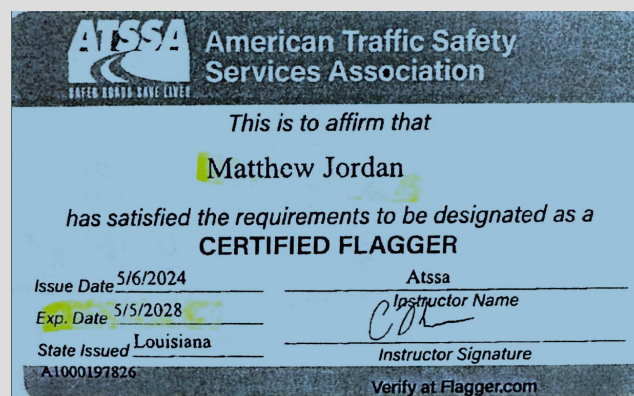 ATSSA
American Traffic Safety
Services Association
SAFER ROADS SAVE LIVES
This is to affirm that
Matthew Jordan
has satisfied the requirements to be designated as a
CERTIFIED FLAGGER
Issue Date 5/6/2024
Atssa
Instructor Name
Exp. Date 5/5/2028
State Issued Louisiana
Instructor Signature
A1000197826
Verify at Flagger.com